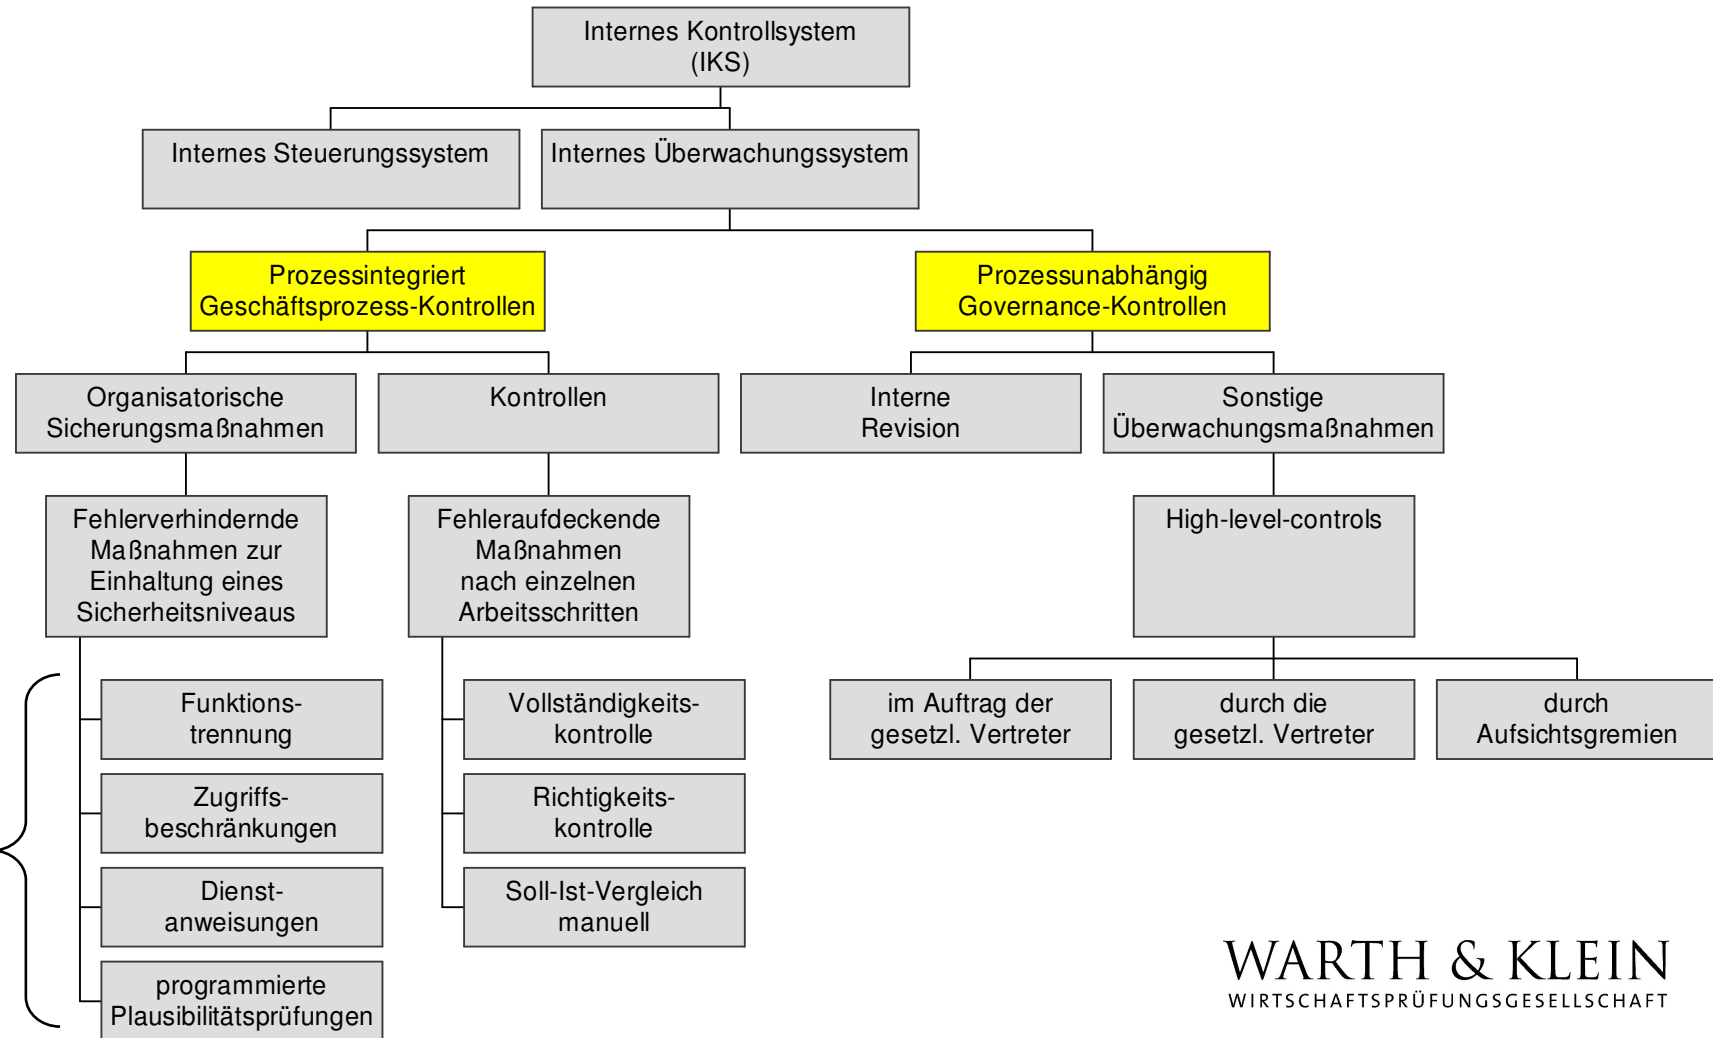 Internes Kontrollsystem
(IKS)
Internes Steuerungssystem
Internes Überwachungssystem
Prozessintegriert
Geschäftsprozess-Kontrollen
Prozessunabhängig
Governance-Kontrollen
Organisatorische
Sicherungsmaßnahmen
Kontrollen
Interne
Revision
Sonstige
Überwachungsmaßnahmen
Fehlerverhindernde
Maßnahmen zur
Einhaltung eines
Sicherheitsniveaus
Fehleraufdeckende
Maßnahmen
nach einzelnen
Arbeitsschritten
High-level-controls
Funktions-
trennung
Zugriffs-
beschränkungen
Dienst-
anweisungen
programmierte
Plausibilitätsprüfungen
Vollständigkeits-
kontrolle
Richtigkeits-
kontrolle
Soll-Ist-Vergleich
manuell
im Auftrag der
gesetzl. Vertreter
durch die
gesetzl. Vertreter
durch
Aufsichtsgremien
WARTH & KLEIN
WIRTSCHAFTSPRÜFUNGSGESELLSCHAFT